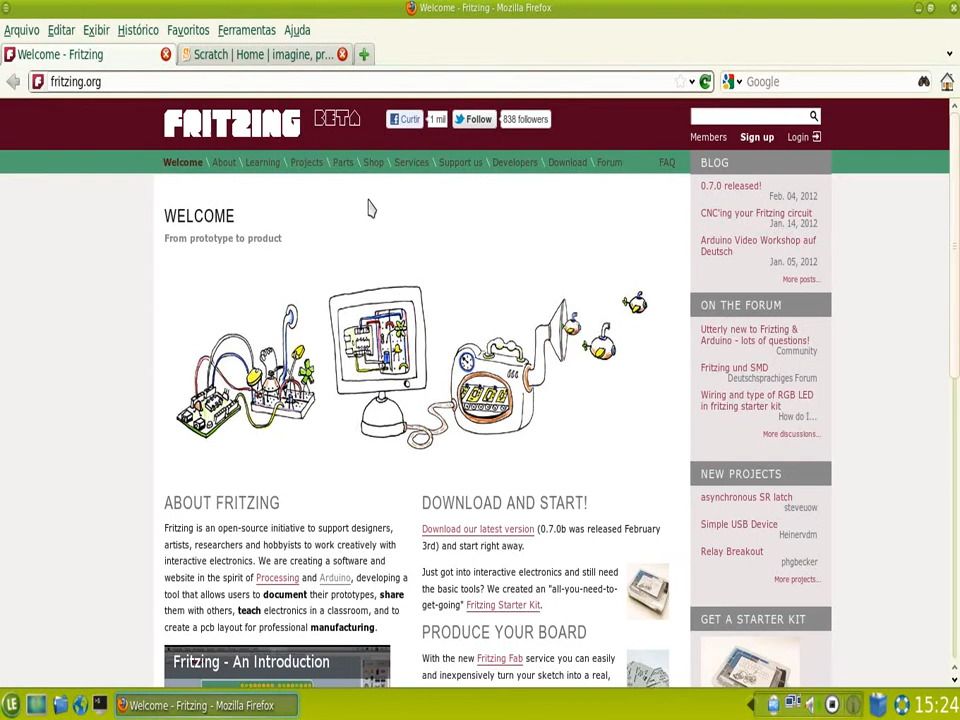 Welcome - Fritzing - Mozilla Firefox
Arquivo Editar Exibir Histórico Favoritos Ferramentas Ajuda
Welcome - Fritzing Scratch | Home | imagine, pr...
fritzing.org Google
FRITZING BETA Curtir 1 mil Follow 838 followers
Members Sign up Login
Welcome \ About \ Learning \ Projects \ Parts \ Shop \ Services \ Support us \ Developers \ Download \ Forum FAQ
WELCOME
From prototype to product
ABOUT FRITZING
Fritzing is an open-source initiative to support designers,
artists, researchers and hobbyists to work creatively with
interactive electronics. We are creating a software and
website in the spirit of Processing and Arduino, developing a
tool that allows users to document their prototypes, share
them with others, teach electronics in a classroom, and to
create a pcb layout for professional manufacturing.
Fritzing - An Introduction
DOWNLOAD AND START!
Download our latest version (0.7.0b was released February
3rd) and start right away.
Just got into interactive electronics and still need
the basic tools? We created an "all-you-need-to-
get-going" Fritzing Starter Kit.
PRODUCE YOUR BOARD
With the new Fritzing Fab service you can easily
and inexpensively turn your sketch into a real,
BLOG
0.7.0 released!
Feb. 04, 2012
CNC'ing your Fritzing circuit
Jan. 14, 2012
Arduino Video Workshop auf
Deutsch
Jan. 05, 2012
More posts...
ON THE FORUM
Utterly new to Frizting &
Arduino - lots of questions!
Community
Fritzing und SMD
Deutschsprachiges Forum
Wiring and type of RGB LED
in fritzing starter kit
How do I...
More discussions...
NEW PROJECTS
asynchronous SR latch
steveuow
Simple USB Device
Heinervdm
Relay Breakout
phgbecker
More projects...
GET A STARTER KIT
LE Welcome - Fritzing - Mozilla Firefox 15:24